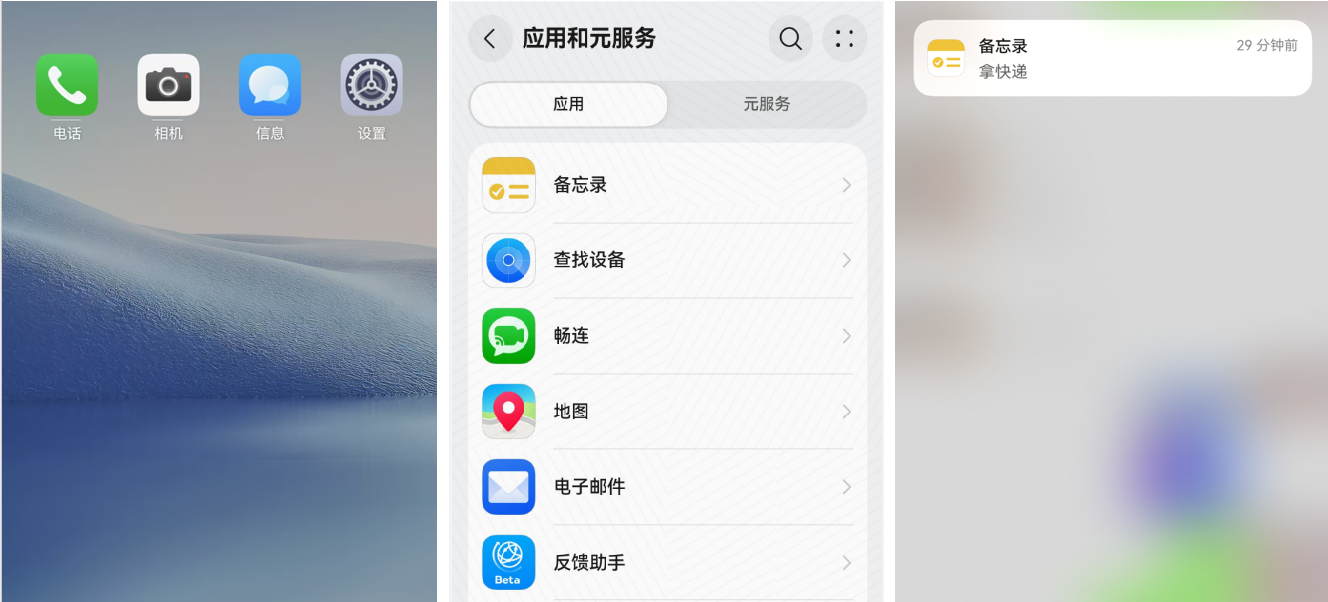 电话
相机
信息
设置
应用和元服务
应用
元服务
备忘录
查找设备
畅连
地图
电子邮件
Beta
反馈助手
备忘录
29 分钟前
拿快递